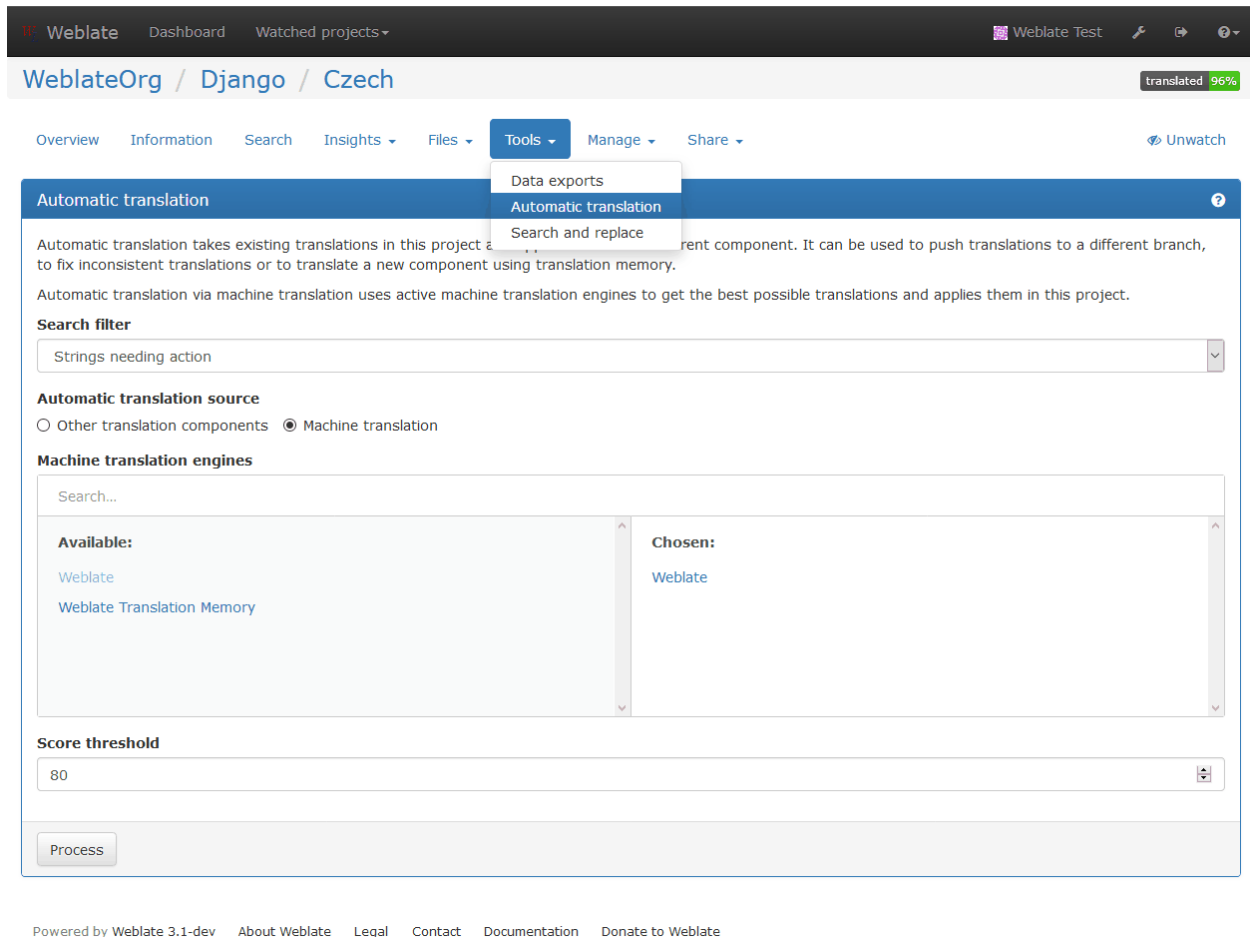 Weblate Dashboard Watched projects Weblate Test
WeblateOrg / Django / Czech translated 96%
Overview Information Search Insights Files Tools Manage Share Unwatch
Data exports
Automatic translation
Search and replace
Automatic translation
Automatic translation takes existing translations in this project a rent component. It can be used to push translations to a different branch,
to fix inconsistent translations or to translate a new component using translation memory.
Automatic translation via machine translation uses active machine translation engines to get the best possible translations and applies them in this project.
Search filter
Strings needing action
Automatic translation source
Other translation components Machine translation
Machine translation engines
Search...
Available: Chosen:
Weblate Weblate
Weblate Translation Memory
Score threshold
80
Process
Powered by Weblate 3.1-dev About Weblate Legal Contact Documentation Donate to Weblate